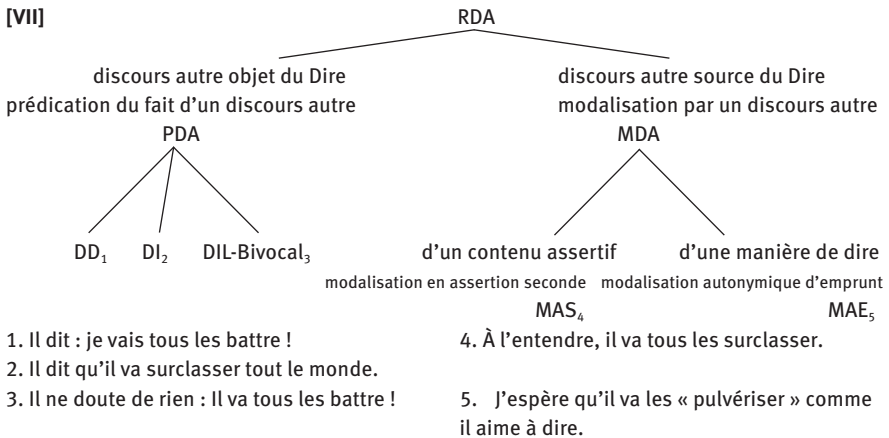 [VII] RDA
discours autre objet du Dire discours autre source du Dire
prédication du fait d'un discours autre modalisation par un discours autre
PDA MDA
DD₁ DI₂ DIL-Bivocal₃ d'un contenu assertif d'une manière de dire
modalisation en assertion seconde modalisation autonymique d'emprunt
MAS₄ MAE₅
1. Il dit : je vais tous les battre ! 4. À l'entendre, il va tous les surclasser.
2. Il dit qu'il va surclasser tout le monde.
3. Il ne doute de rien : Il va tous les battre ! 5. J'espère qu'il va les « pulvériser » comme
il aime à dire.